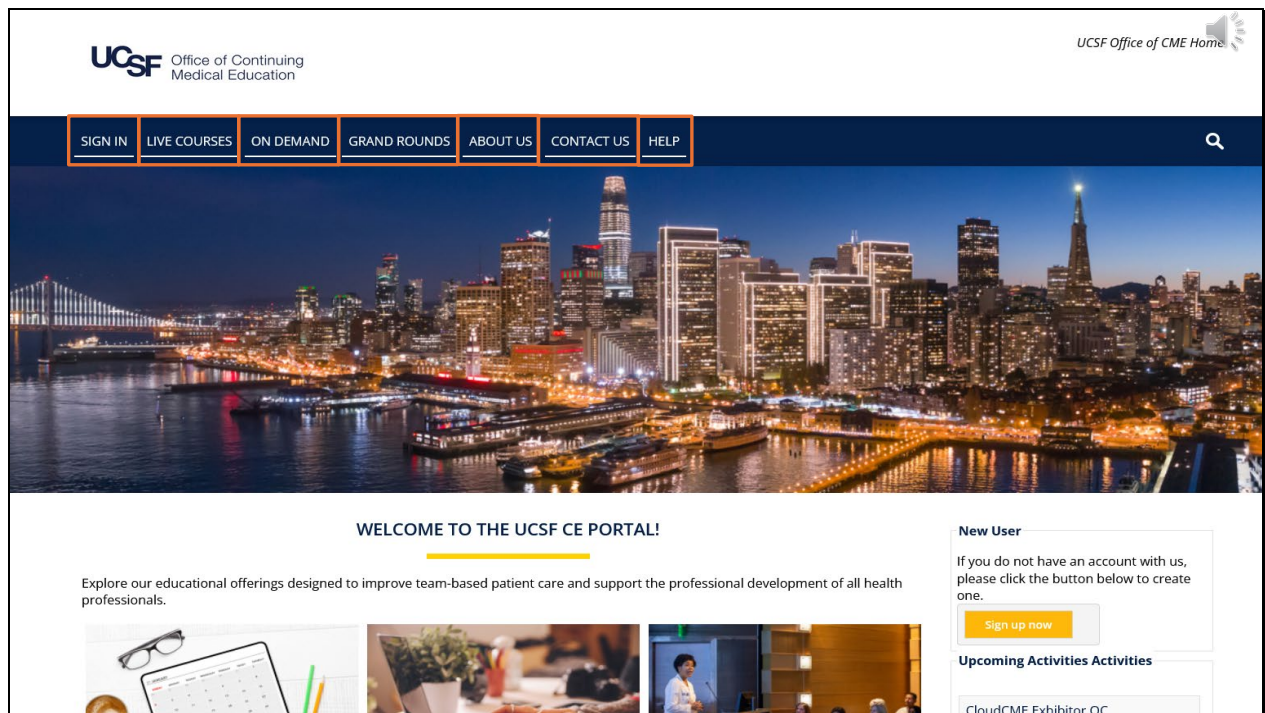 UCSF Office of Continuing
Medical Education
UCSF Office of CME Home
SIGN IN LIVE COURSES ON DEMAND GRAND ROUNDS ABOUT US CONTACT US HELP
WELCOME TO THE UCSF CE PORTAL!
Explore our educational offerings designed to improve team-based patient care and support the professional development of all health
professionals.
New User
If you do not have an account with us,
please click the button below to create
one.
Sign up now
Upcoming Activities Activities
CloudCME Exhibitor QC